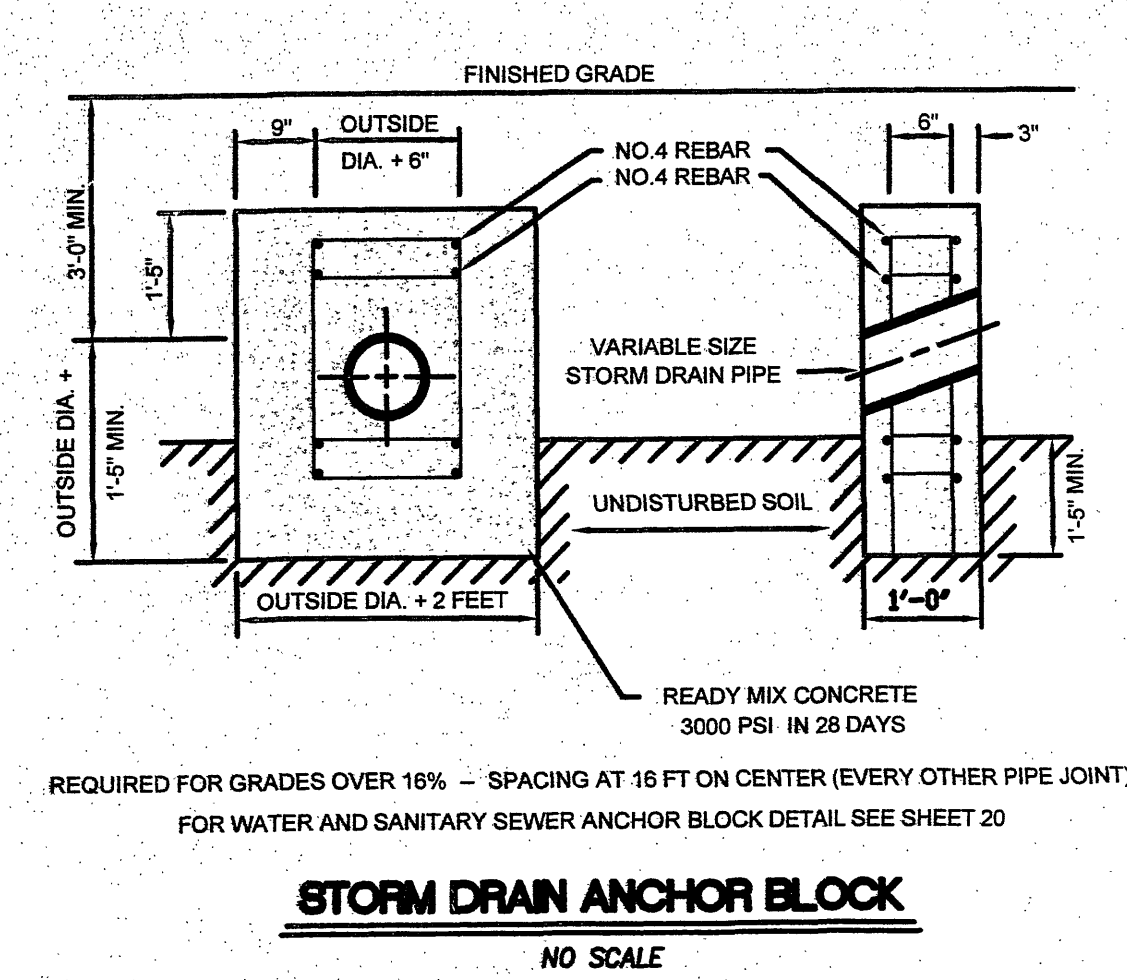 FINISHED GRADE
9"
OUTSIDE
DIA. + 6"
6"
3"
NO.4 REBAR
NO.4 REBAR
3'-0" MIN.
1'-5"
VARIABLE SIZE
STORM DRAIN PIPE
OUTSIDE DIA. +
1'-5" MIN.
UNDISTURBED SOIL
1'-5" MIN.
OUTSIDE DIA. + 2 FEET
1'-0"
READY MIX CONCRETE
3000 PSI IN 28 DAYS
REQUIRED FOR GRADES OVER 16% – SPACING AT 16 FT ON CENTER (EVERY OTHER PIPE JOINT)
FOR WATER AND SANITARY SEWER ANCHOR BLOCK DETAIL SEE SHEET 20
STORM DRAIN ANCHOR BLOCK
NO SCALE